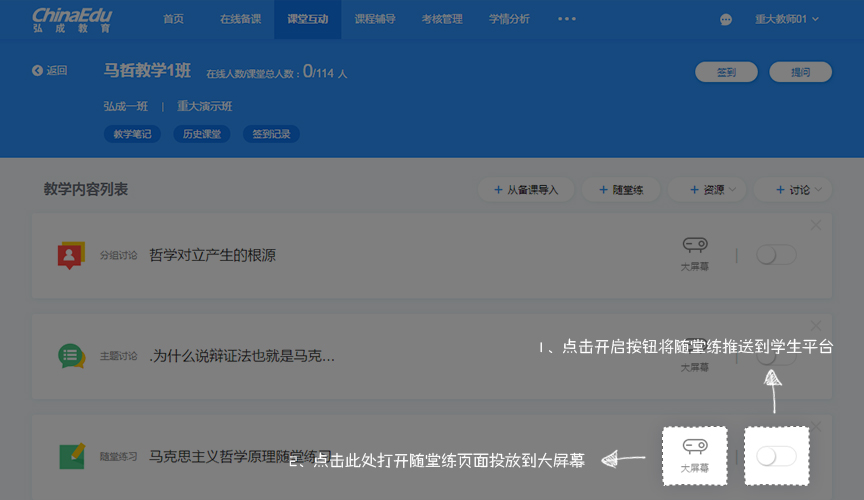 ChinaEdu
弘成教育
首页 在线备课 课堂互动 课程辅导 考核管理 学情分析 ••• 重大教师01
返回 马哲教学1班 在线人数/课堂总人数：0/114 人 签到 提问
弘成一班 | 重大演示班
教学笔记 历史课堂 签到记录
教学内容列表 + 从备课导入 + 随堂练 + 资源 + 讨论
分组讨论 哲学对立产生的根源
大屏幕
主题讨论 .为什么说辩证法也就是马克...
1、点击开启按钮将随堂练推送到学生平台
大屏幕
随堂练习 马克思主义哲学原理随堂练习
2、点击此处打开随堂练页面投放到大屏幕
大屏幕